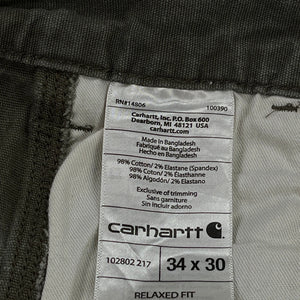 RN#14806 100390
Carhartt, Inc. P.O. Box 600
Dearborn, MI 48121 USA
carhartt.com
Made in Bangladesh
Fabriqué au Bangladesh
Hecho en Bangladesh
98% Cotton/ 2% Elastane (Spandex)
98% Coton/ 2% Elasthanne
98% Algodón/ 2% Elastano
Exclusive of trimming
Sans garniture
Sin incluir adornos
carhartt
102802 217 34 x 30
RELAXED FIT